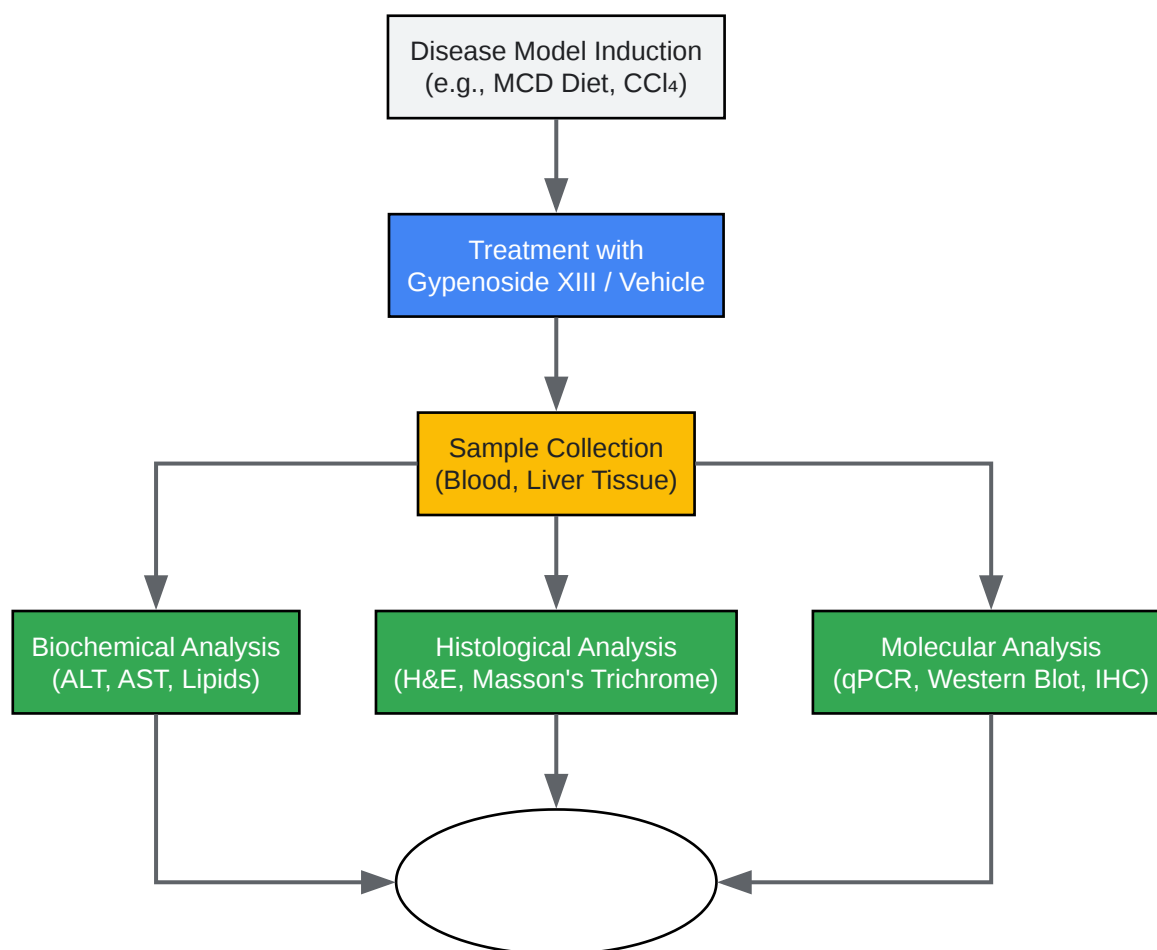 Disease Model Induction
(e.g., MCD Diet, CCl₄)
Treatment with
Gypenoside XIII / Vehicle
Sample Collection
(Blood, Liver Tissue)
Biochemical Analysis
(ALT, AST, Lipids)
Histological Analysis
(H&E, Masson's Trichrome)
Molecular Analysis
(qPCR, Western Blot, IHC)